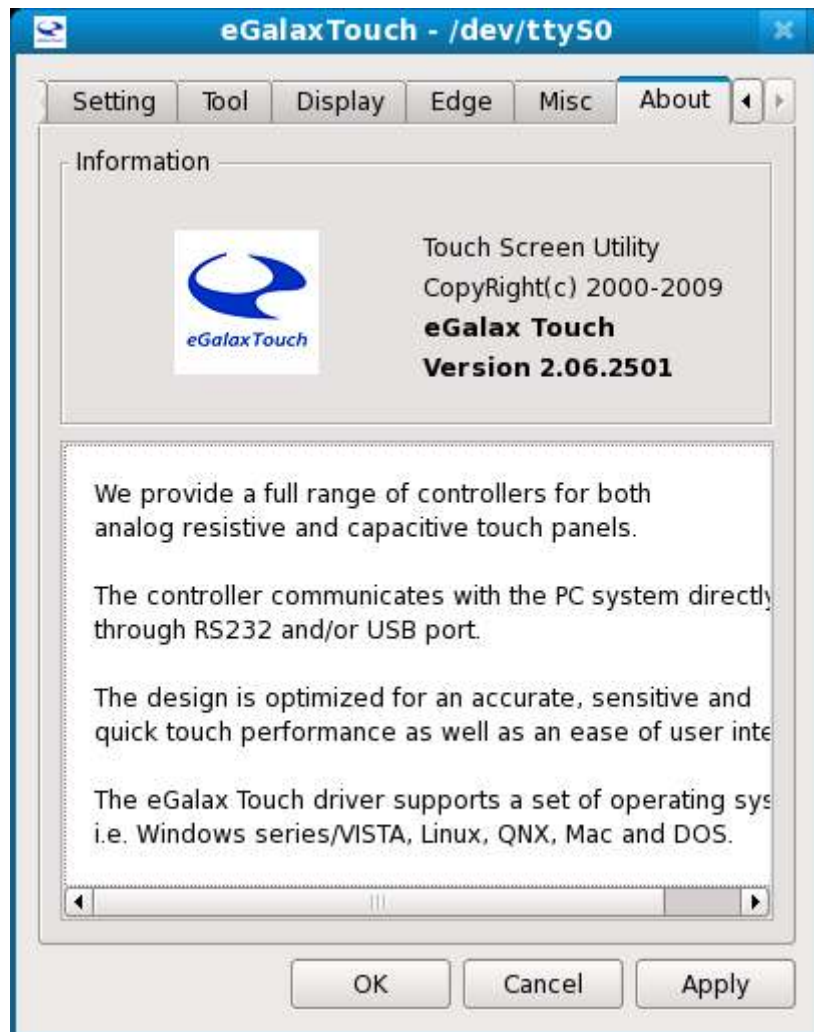 eGalaxTouch - /dev/ttyS0
Setting Tool Display Edge Misc About
Information
eGalaxTouch
Touch Screen Utility
CopyRight(c) 2000-2009
eGalax Touch
Version 2.06.2501
We provide a full range of controllers for both
analog resistive and capacitive touch panels.
The controller communicates with the PC system directly
through RS232 and/or USB port.
The design is optimized for an accurate, sensitive and
quick touch performance as well as an ease of user inte
The eGalax Touch driver supports a set of operating sys
i.e. Windows series/VISTA, Linux, QNX, Mac and DOS.
OK Cancel Apply